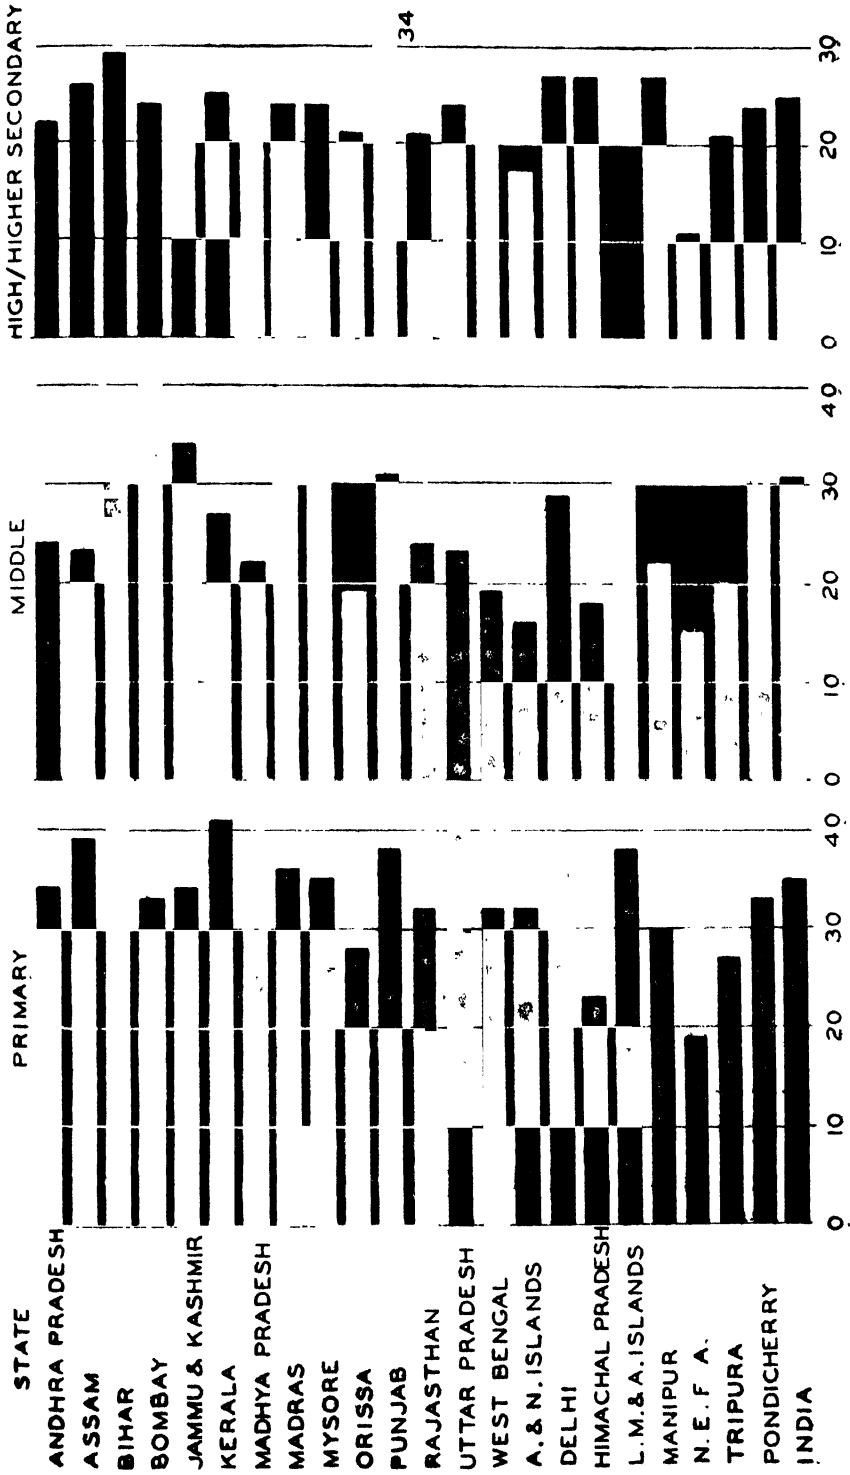 STATE PRIMARY MIDDLE HIGH/HIGHER SECONDARY
ANDHRA PRADESH
ASSAM
BIHAR
BOMBAY
JAMMU & KASHMIR
KERALA
MADHYA PRADESH
MADRAS
MYSORE
ORISSA
PUNJAB
34
RAJASTHAN
UTTAR PRADESH
WEST BENGAL
A. & N. ISLANDS
DELHI
HIMACHAL PRADESH
L.M. & A. ISLANDS
MANIPUR
N. E. F A.
TRIPURA
PONDICHERRY
INDIA.
0 10 20 30 40 0 10 20 30 40 0 10 20 30